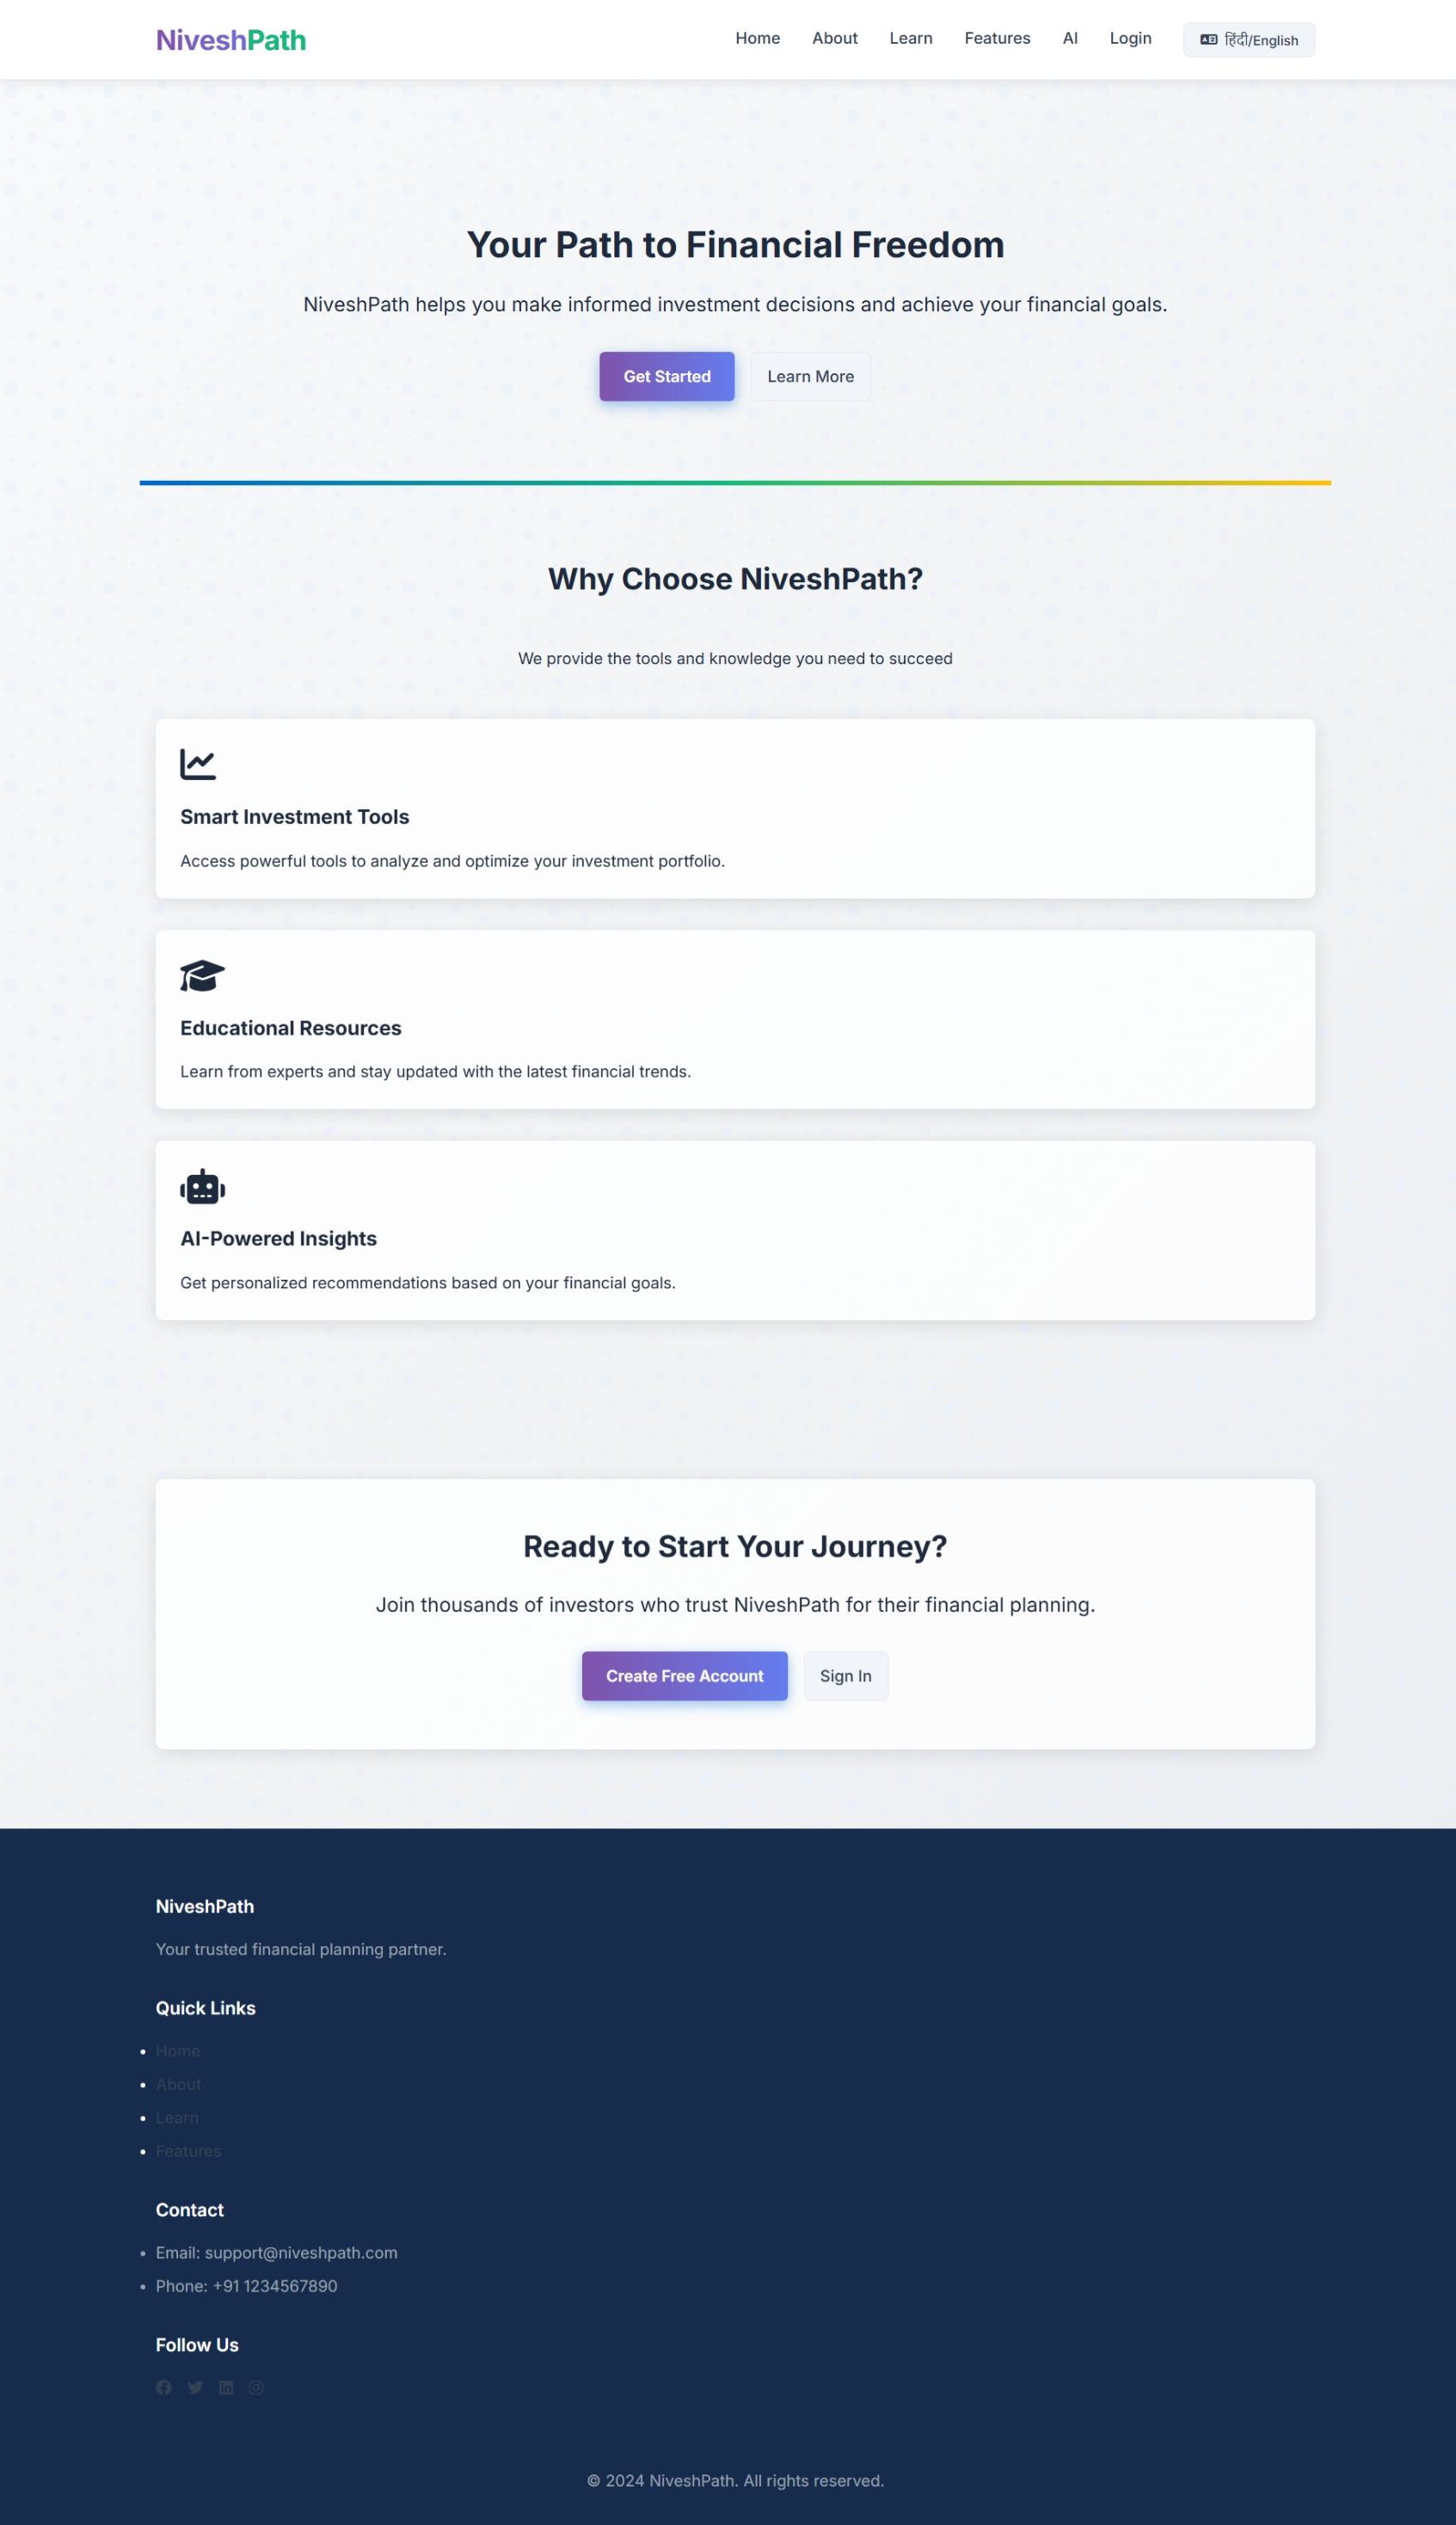 NiveshPath
Home About Learn Features AI Login हिंदी/English
Your Path to Financial Freedom
NiveshPath helps you make informed investment decisions and achieve your financial goals.
Get Started Learn More
Why Choose NiveshPath?
We provide the tools and knowledge you need to succeed
Smart Investment Tools
Access powerful tools to analyze and optimize your investment portfolio.
Educational Resources
Learn from experts and stay updated with the latest financial trends.
AI-Powered Insights
Get personalized recommendations based on your financial goals.
Ready to Start Your Journey?
Join thousands of investors who trust NiveshPath for their financial planning.
Create Free Account Sign In
NiveshPath
Your trusted financial planning partner.
Quick Links
Home
About
Learn
Features
Contact
Email: support@niveshpath.com
Phone: +91 1234567890
Follow Us
© 2024 NiveshPath. All rights reserved.